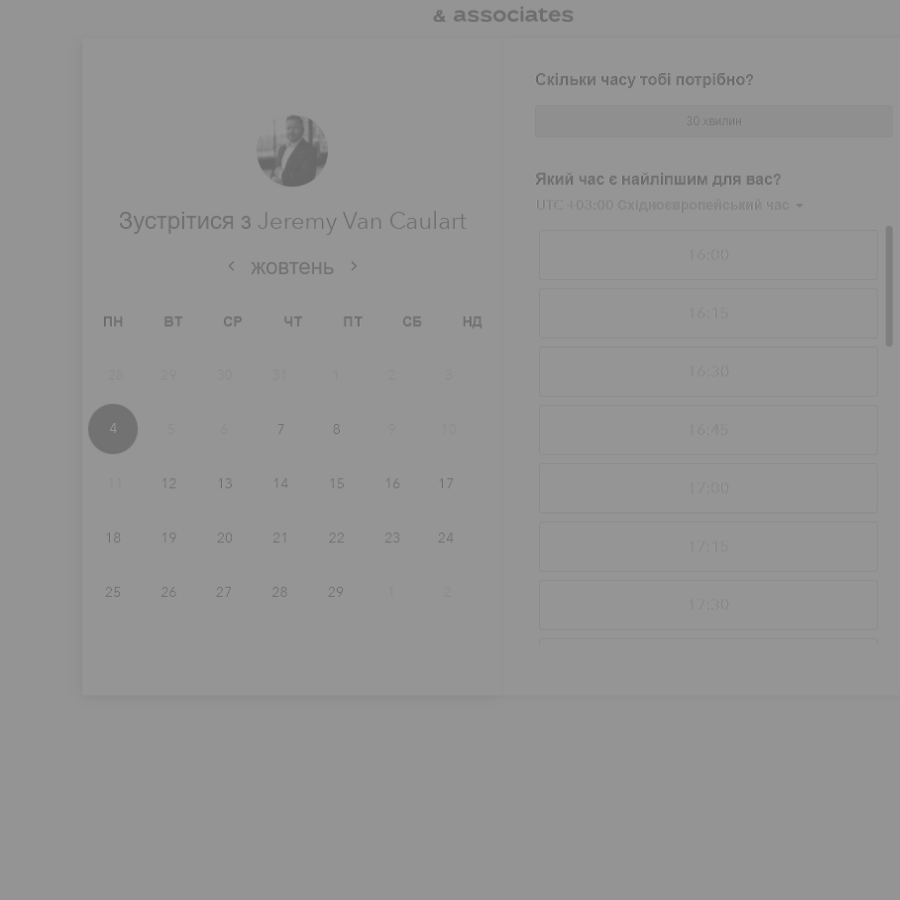 & associates
Зустрітися з Jeremy Van Caulart
жовтень
ПН ВТ СР ЧТ ПТ СБ НД
28 29 30 31 1 2 3
4 5 6 7 8 9 10
11 12 13 14 15 16 17
18 19 20 21 22 23 24
25 26 27 28 29 1 2
Скільки часу тобі потрібно?
30 хвилин
Який час є найліпшим для вас?
UTC +03:00 Східноєвропейський час
16:00
16:15
16:30
16:45
17:00
17:15
17:30